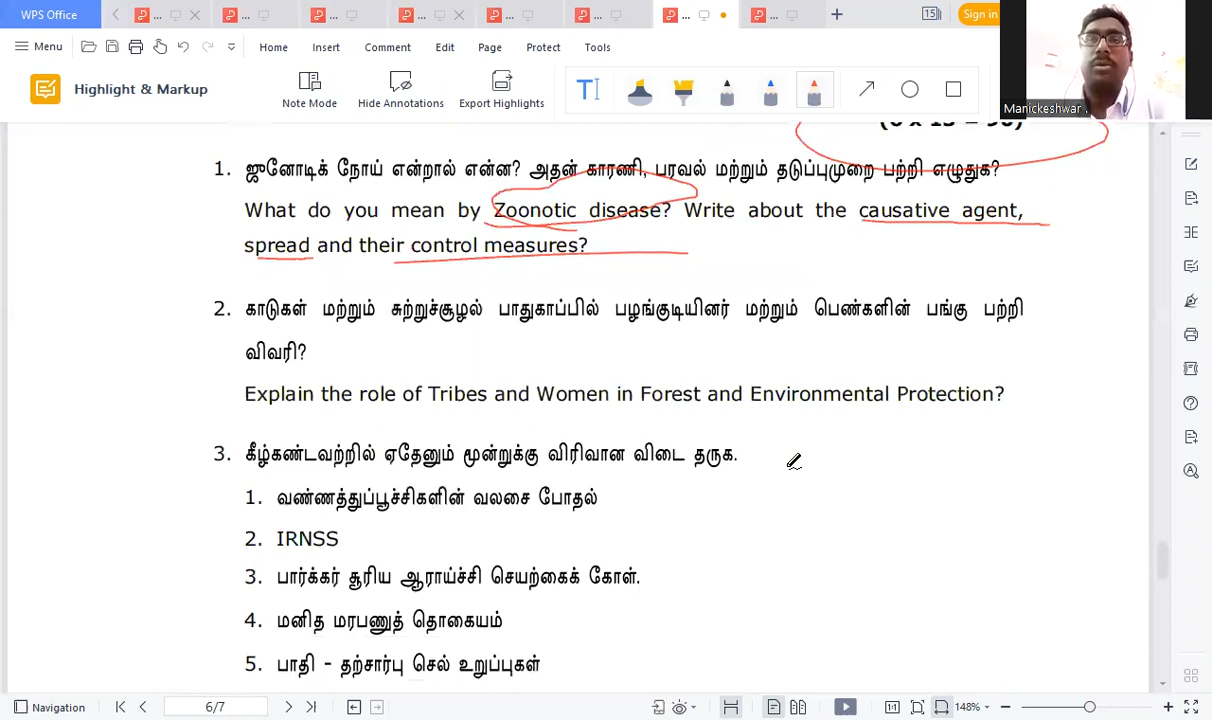 WPS Office
...
...
...
...
...
...
...
...
15
Sign in
Menu
Home
Insert
Comment
Edit
Page
Protect
Tools
Highlight & Markup
Note Mode
Hide Annotations
Export Highlights
Manickeshwar .
1. ஜுனோடிக் நோய் என்றால் என்ன? அதன் காரணி, பரவல் மற்றும் தடுப்புமுறை பற்றி எழுதுக?
What do you mean by Zoonotic disease? Write about the causative agent,
spread and their control measures?
2. காடுகள் மற்றும் சுற்றுச்சூழல் பாதுகாப்பில் பழங்குடியினர் மற்றும் பெண்களின் பங்கு பற்றி
விவரி?
Explain the role of Tribes and Women in Forest and Environmental Protection?
3. கீழ்கண்டவற்றில் ஏதேனும் மூன்றுக்கு விரிவான விடை தருக.
1. வண்ணத்துப்பூச்சிகளின் வலசை போதல்
2. IRNSS
3. பார்க்கர் சூரிய ஆராய்ச்சி செயற்கைக் கோள்.
4. மனித மரபணுத் தொகையம்
5. பாதி - தற்சார்பு செல் உறுப்புகள்
Navigation
6/7
1:1
148%